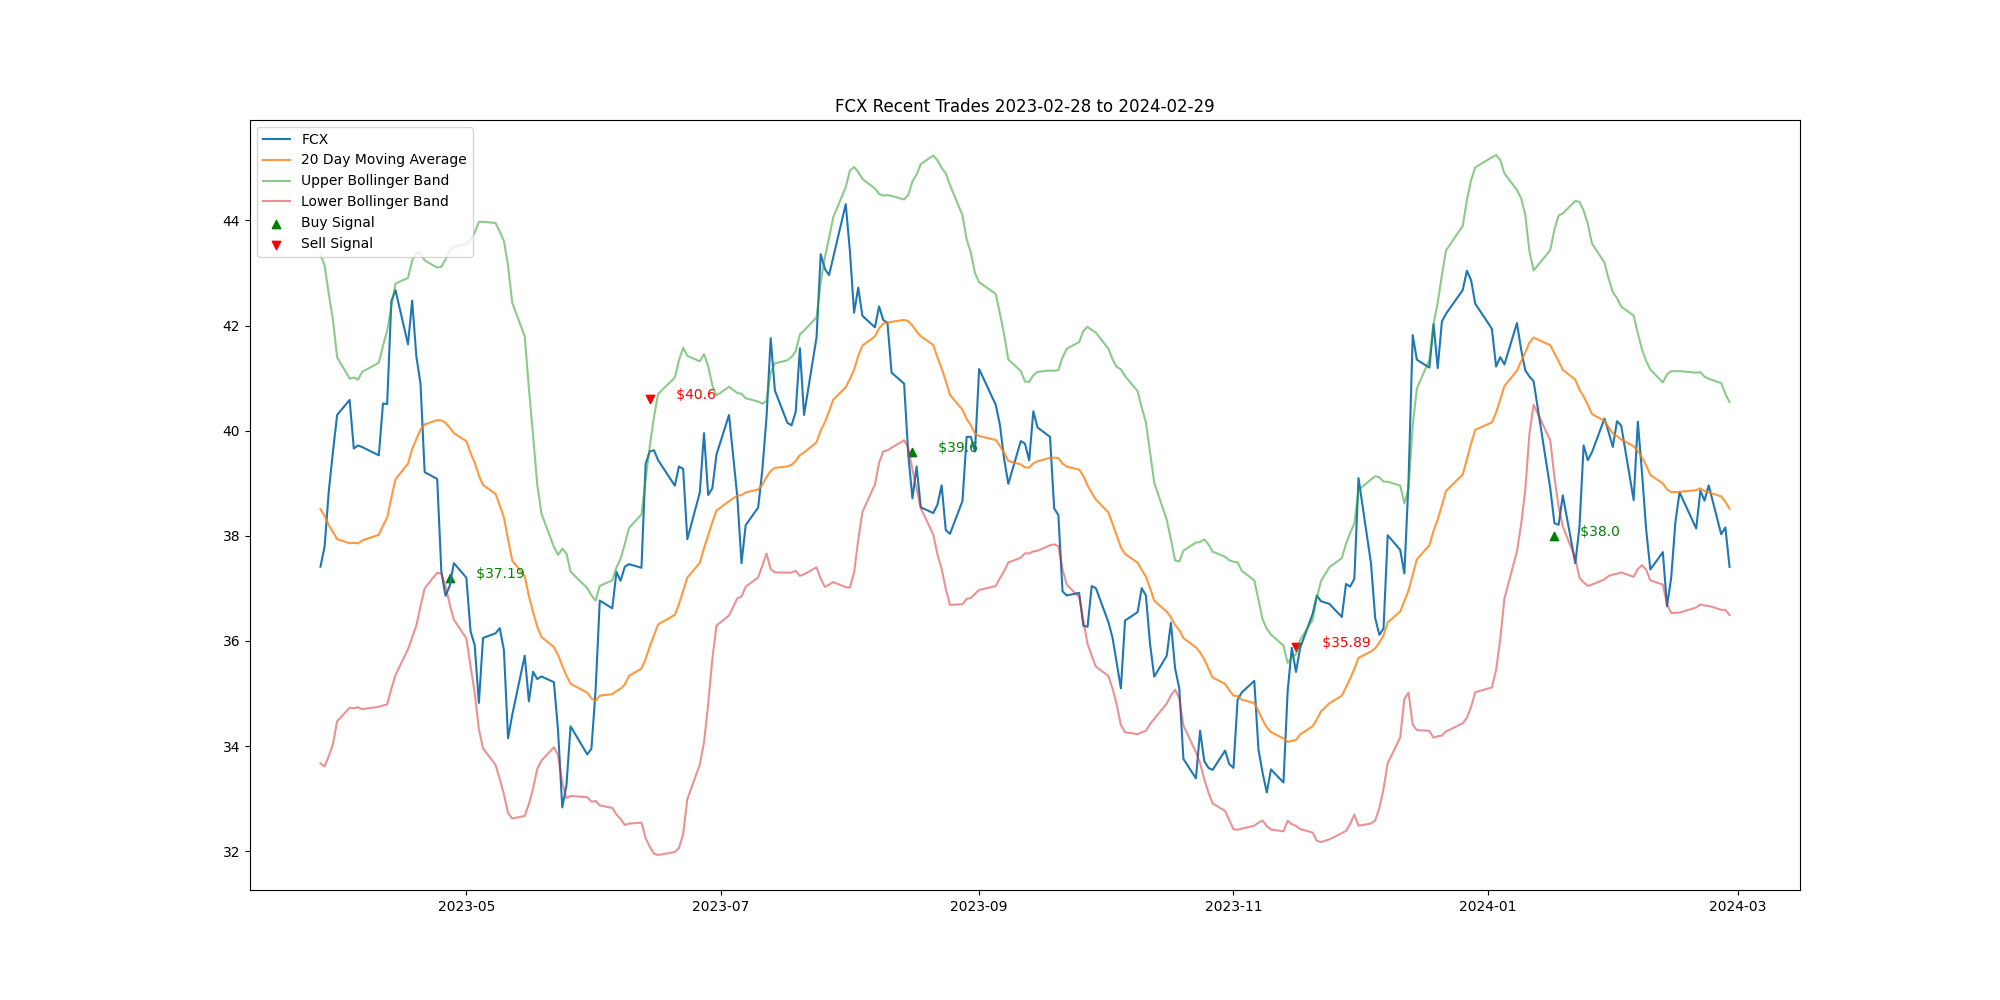 FCX Recent Trades 2023-02-28 to 2024-02-29
FCX
20 Day Moving Average
Upper Bollinger Band
Lower Bollinger Band
Buy Signal
Sell Signal
44
42
40
38
36
34
32
$40.6
$39.6
$37.19
$38.0
$35.89
2023-05
2023-07
2023-09
2023-11
2024-01
2024-03